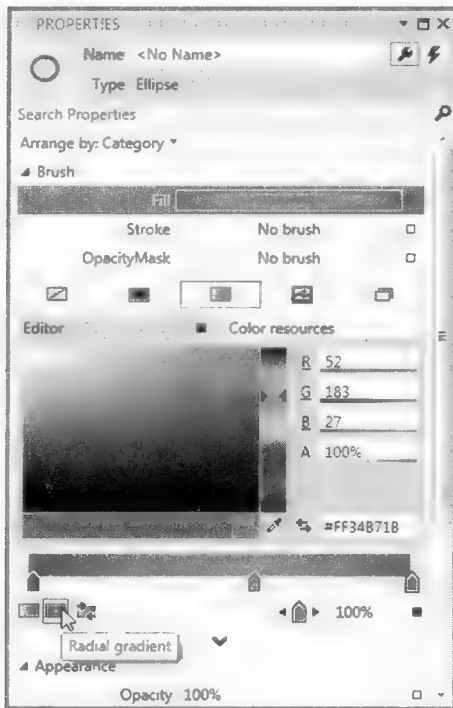 PROPERTIES
Name <No Name>
Type Ellipse
Search Properties
Arrange by: Category
Brush
Fill
Stroke No brush
OpacityMask No brush
Editor Color resources
R 52
G 183
B 27
A 100%
#FF34B71B
100%
Radial gradient
Appearance
Opacity 100%